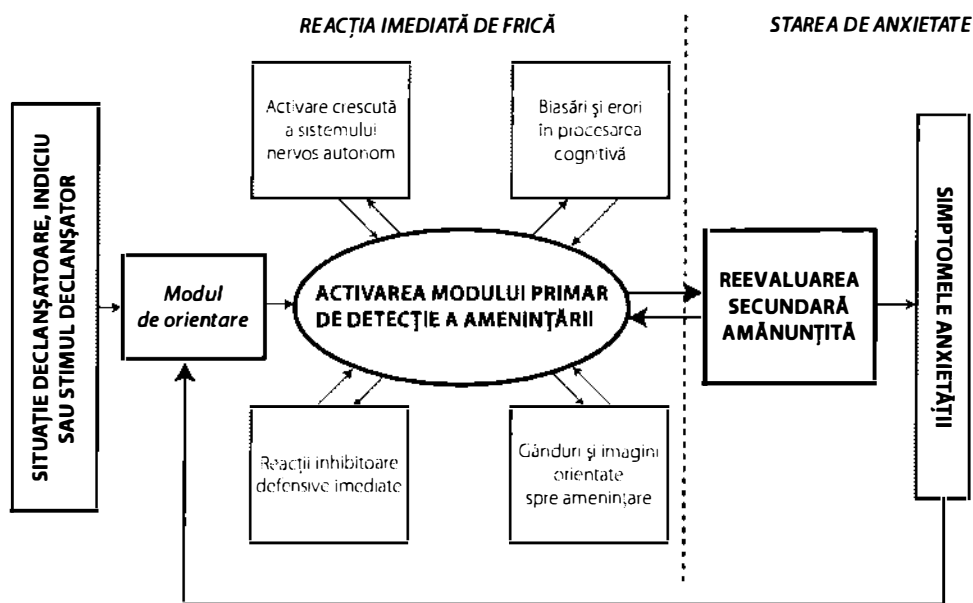 REACȚIA IMEDIATĂ DE FRICĂ
STAREA DE ANXIETATE
SITUAȚIE DECLANȘATOARE, INDICIU
SAU STIMUL DECLANȘATOR
Modul
de orientare
Activare crescută
a sistemului
nervos autonom
Biasări și erori
în procesarea
cognitivă
ACTIVAREA MODULUI PRIMAR
DE DETECȚIE A AMENINȚĂRII
Reacții inhibitoare
defensive imediate
Gânduri și imagini
orientate
spre amenințare
REEVALUAREA
SECUNDARĂ
AMĂNUNȚITĂ
SIMPTOMELE ANXIETĂȚII